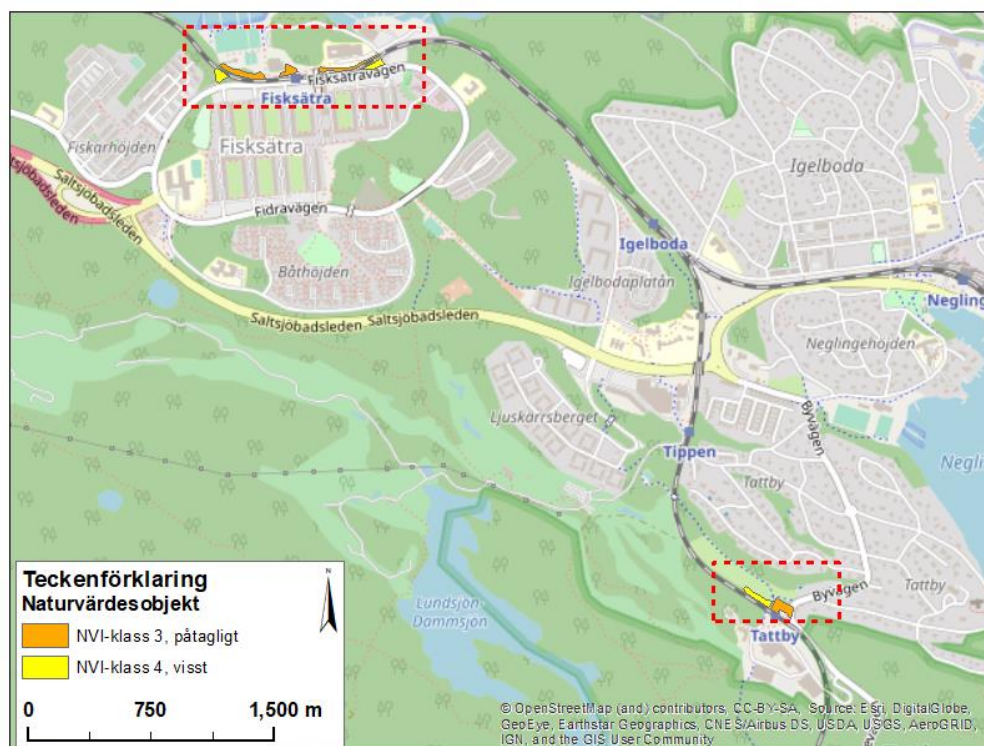 Fisksätravägen
Fisksätra
Fiskarhöjden
Fisksätra
Igelboda
Saltsjöbadsleden
Saltsjöbadsleden
Fidravägen
Igelboda
Båthöjden
Igelbodaplatån
Negling
Saltsjöbadsleden Saltsjöbadsleden
Neglingehöjden
Ljuskärrsberget
Byvägen
Tippen
Negling
Tattby
Teckenförklaring
Naturvärdesobjekt
N
NVI-klass 3, påtagligt
NVI-klass 4, visst
Lundsjön-
Dammsjön
Byvägen
Tattby
Tattby
0 750 1,500 m
© OpenStreetMap (and) contributors, CC-BY-SA, Source: Esri, DigitalGlobe,
GeoEye, Earthstar Geographics, CNES/Airbus DS, USDA, USGS, AeroGRID,
IGN, and the GIS User Community